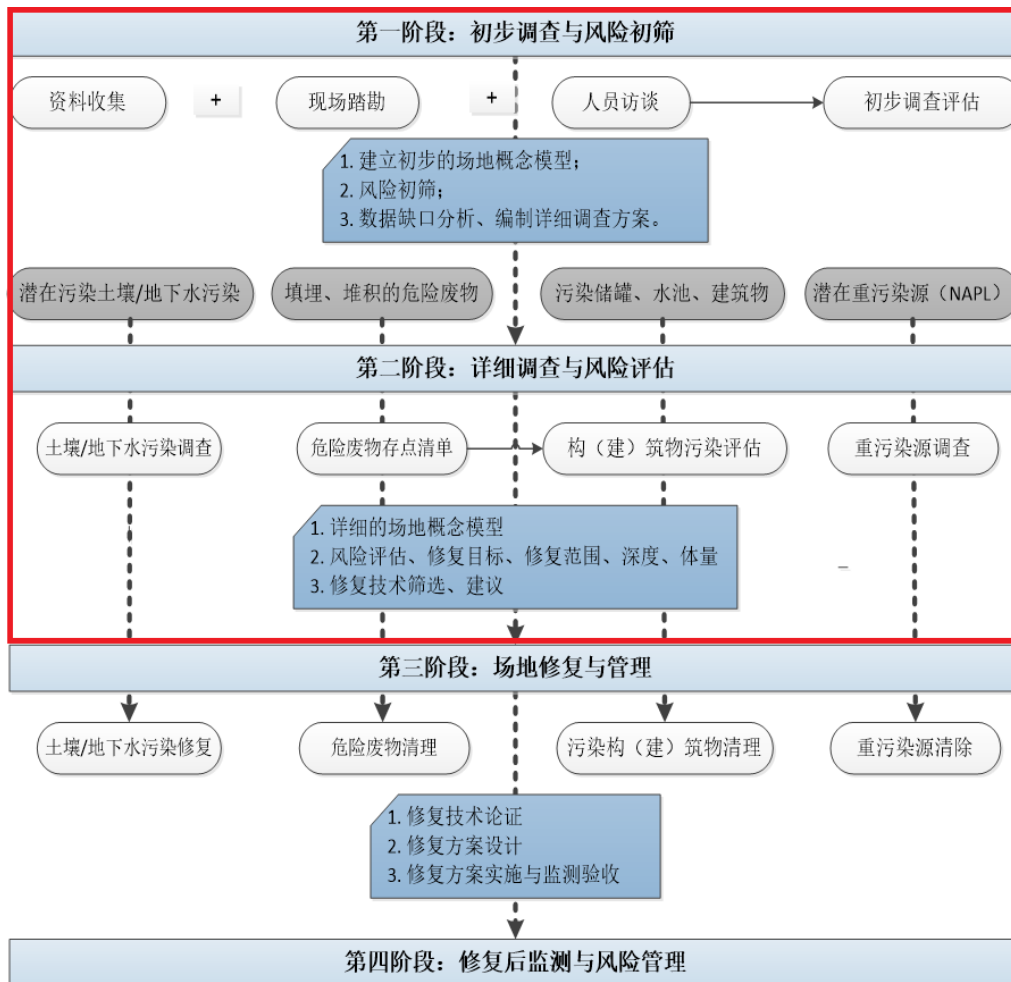 第一阶段：初步调查与风险初筛
资料收集
+
现场踏勘
+
人员访谈
初步调查评估
1. 建立初步的场地概念模型；
2. 风险初筛；
3. 数据缺口分析、编制详细调查方案。
潜在污染土壤/地下水污染
填埋、堆积的危险废物
污染储罐、水池、建筑物
潜在重污染源（NAPL）
第二阶段：详细调查与风险评估
土壤/地下水污染调查
危险废物存点清单
构（建）筑物污染评估
重污染源调查
1. 详细的场地概念模型
2. 风险评估、修复目标、修复范围、深度、体量
3. 修复技术筛选、建议
第三阶段：场地修复与管理
土壤/地下水污染修复
危险废物清理
污染构（建）筑物清理
重污染源清除
1. 修复技术论证
2. 修复方案设计
3. 修复方案实施与监测验收
第四阶段：修复后监测与风险管理